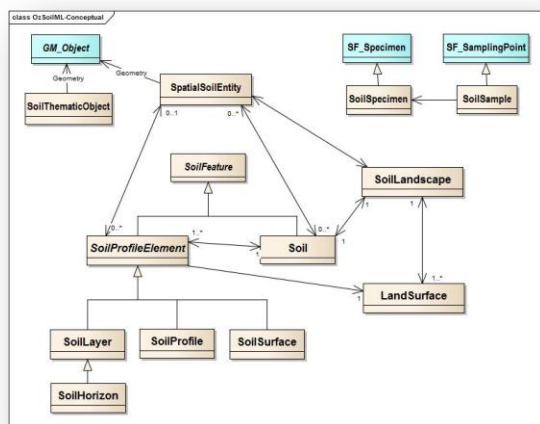 class OzSoilML-Conceptual
GM_Object
SF_Specimen
SF_SamplingPoint
Geometry
Geometry
SoilThematicObject
SpatialSoilEntity
SoilSpecimen
SoilSample
0..1
0..*
SoilFeature
SoilLandscape
1
1
0..*
1..*
0..*
1
SoilProfileElement
1
Soil
1
1..*
LandSurface
SoilLayer
SoilProfile
SoilSurface
SoilHorizon